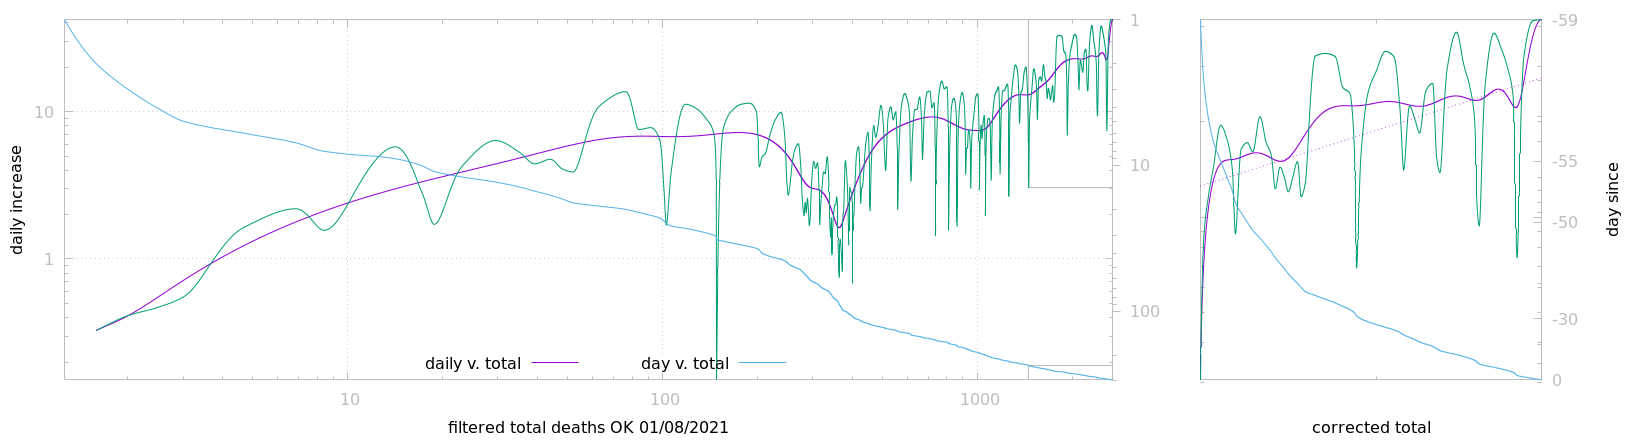 daily increase
10
1
daily v. total
day v. total
10
100
1000
filtered total deaths OK 01/08/2021
1
10
100
-59
-55
-50
-30
0
day since
corrected total